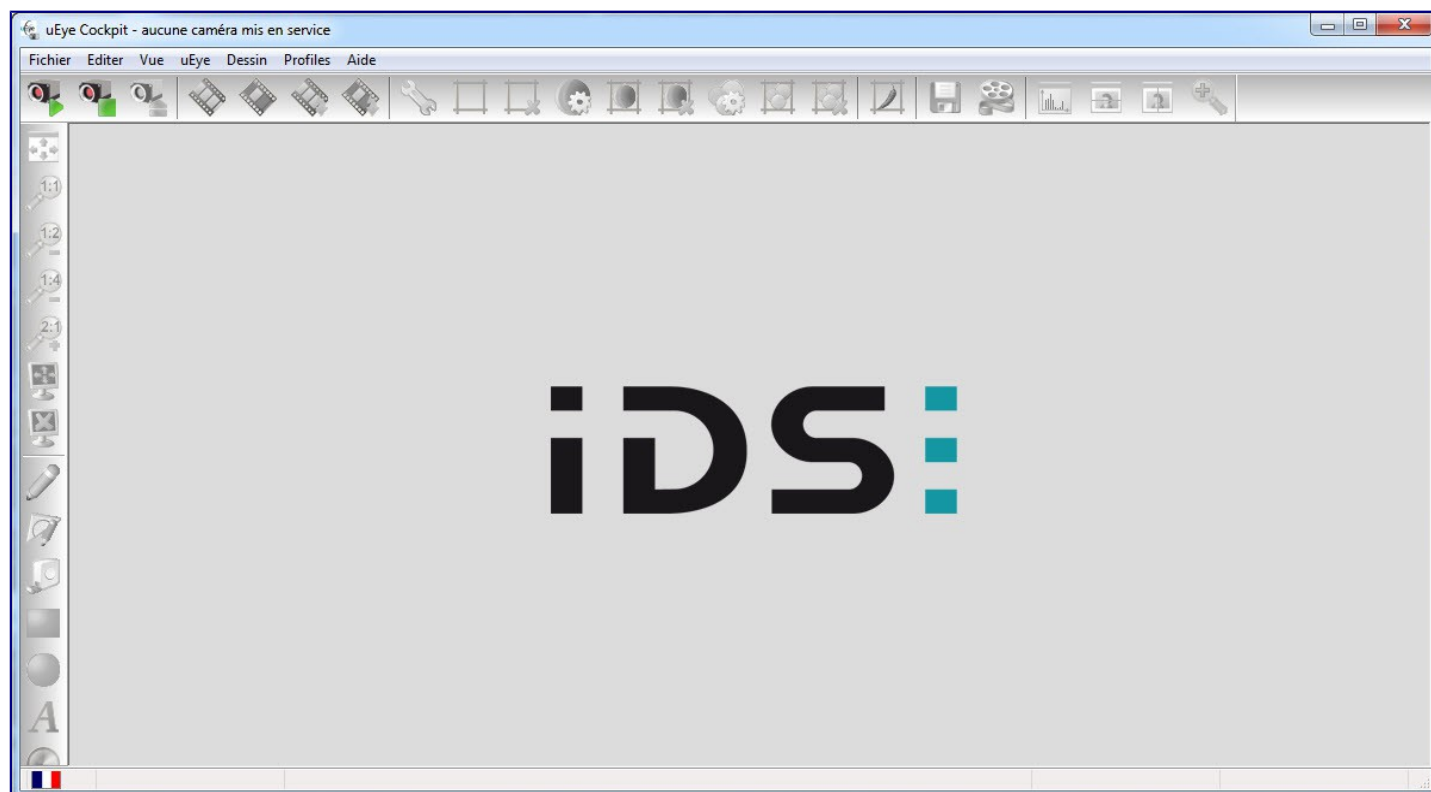 uEye Cockpit - aucune caméra mis en service
Fichier Editer Vue uEye Dessin Profiles Aide
1:1
1:2
1:4
2:1
iDS
A